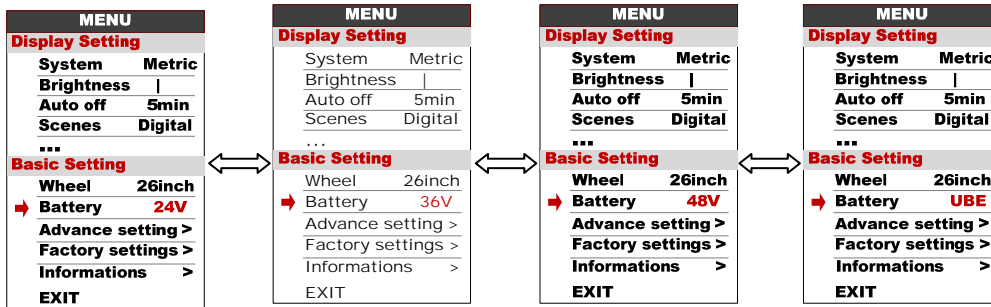 MENU
Display Setting
System Metric
Brightness |
Auto off 5min
Scenes Digital
...
Basic Setting
Wheel 26inch
Battery 24V
Advance setting >
Factory settings >
Informations >
EXIT
MENU
Display Setting
System Metric
Brightness |
Auto off 5min
Scenes Digital
...
Basic Setting
Wheel 26inch
Battery 36V
Advance setting >
Factory settings >
Informations >
EXIT
MENU
Display Setting
System Metric
Brightness |
Auto off 5min
Scenes Digital
...
Basic Setting
Wheel 26inch
Battery 48V
Advance setting >
Factory settings >
Informations >
EXIT
MENU
Display Setting
System Metric
Brightness |
Auto off 5min
Scenes Digital
...
Basic Setting
Wheel 26inch
Battery UBE
Advance setting >
Factory settings >
Informations >
EXIT